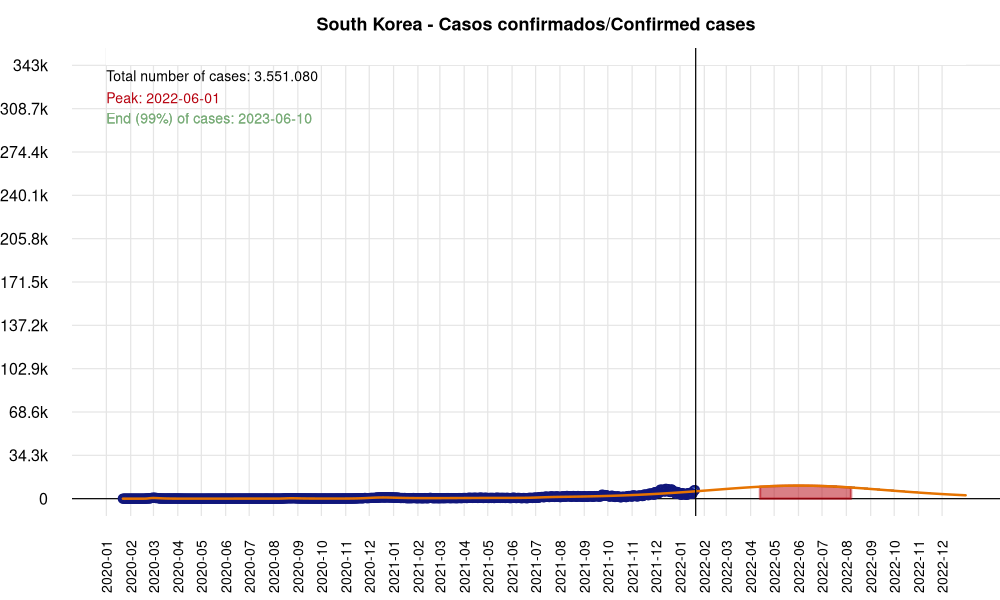 South Korea - Casos confirmados/Confirmed cases
343k
Total number of cases: 3.551.080
Peak: 2022-06-01
308.7k
End (99%) of cases: 2023-06-10
274.4k
240.1k
205.8k
171.5k
137.2k
102.9k
68.6k
34.3k
0
2020-01
2020-02
2020-03
2020-04
2020-05
2020-06
2020-07
2020-08
2020-09
2020-10
2020-11
2020-12
2021-01
2021-02
2021-03
2021-04
2021-05
2021-06
2021-07
2021-08
2021-09
2021-10
2021-11
2021-12
2022-01
2022-02
2022-03
2022-04
2022-05
2022-06
2022-07
2022-08
2022-09
2022-10
2022-11
2022-12